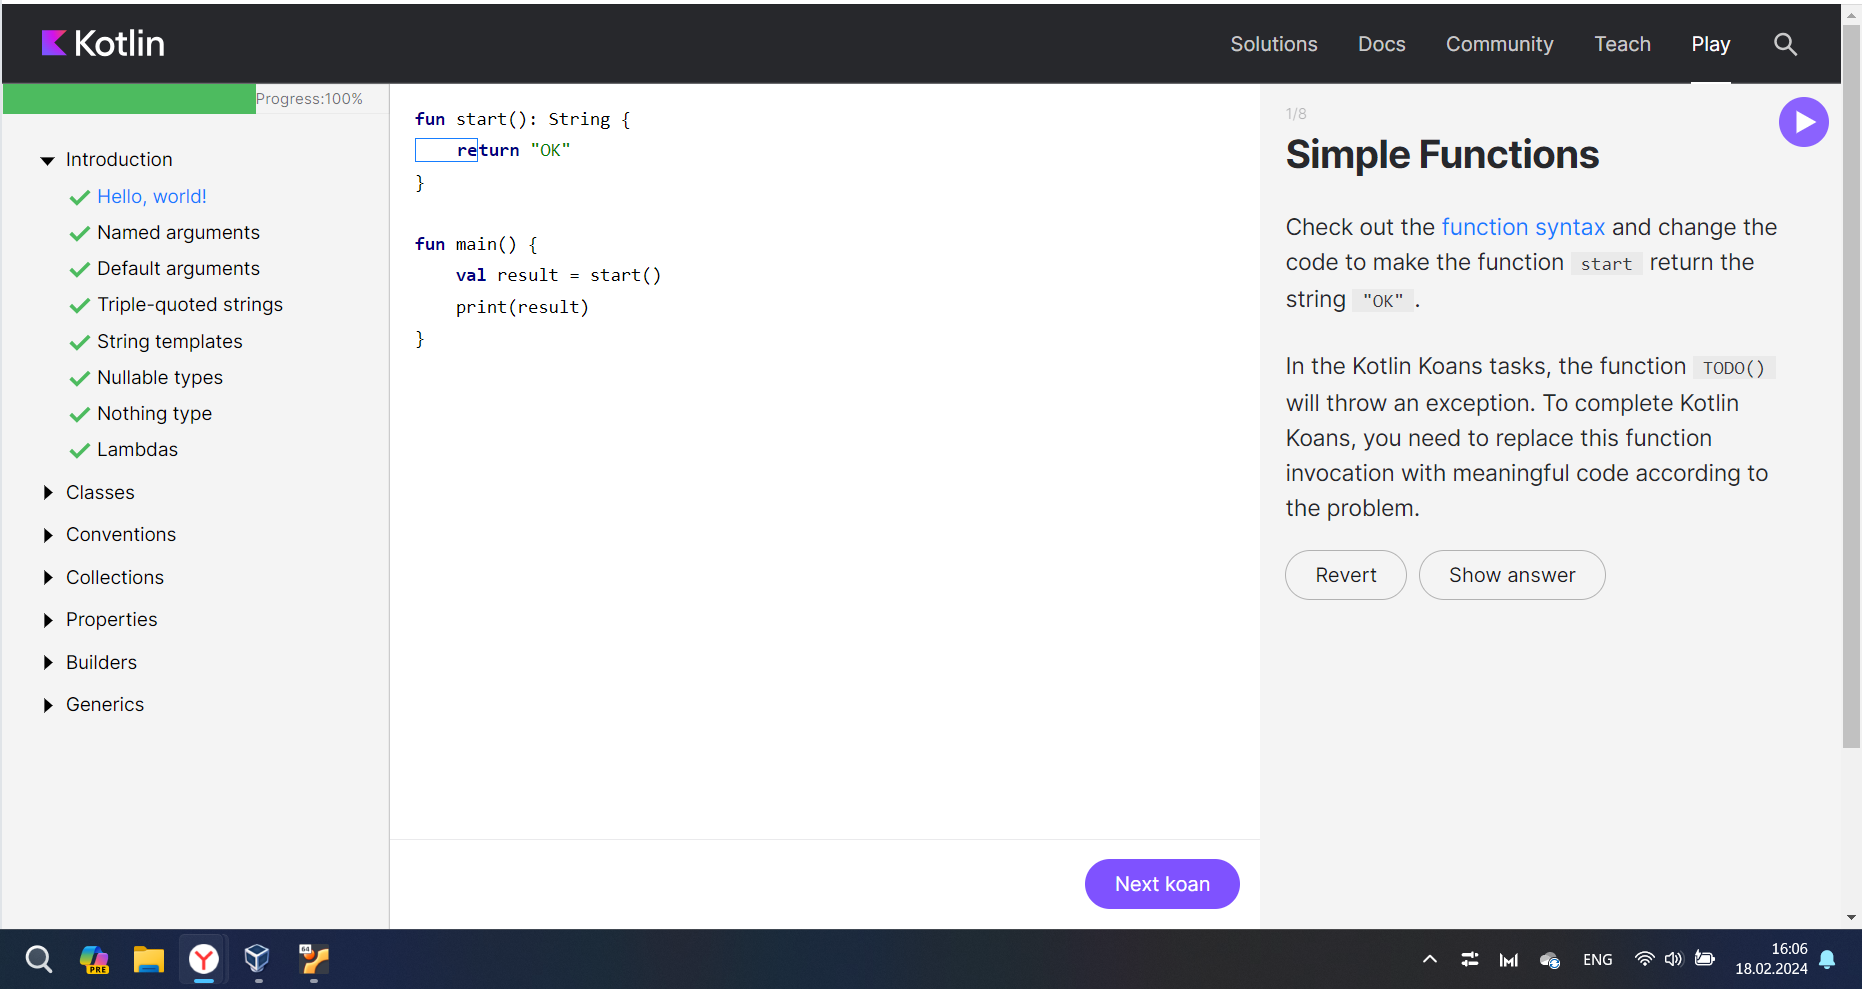 Kotlin
Solutions Docs Community Teach Play
Progress:100%
Introduction
Hello, world!
Named arguments
Default arguments
Triple-quoted strings
String templates
Nullable types
Nothing type
Lambdas
Classes
Conventions
Collections
Properties
Builders
Generics
fun start(): String {
    return "OK"
}
fun main() {
    val result = start()
    print(result)
}
Next koan
1/8
Simple Functions
Check out the function syntax and change the
code to make the function start return the
string "OK" .
In the Kotlin Koans tasks, the function TODO()
will throw an exception. To complete Kotlin
Koans, you need to replace this function
invocation with meaningful code according to
the problem.
Revert Show answer
PRE
64
ENG
16:06
18.02.2024